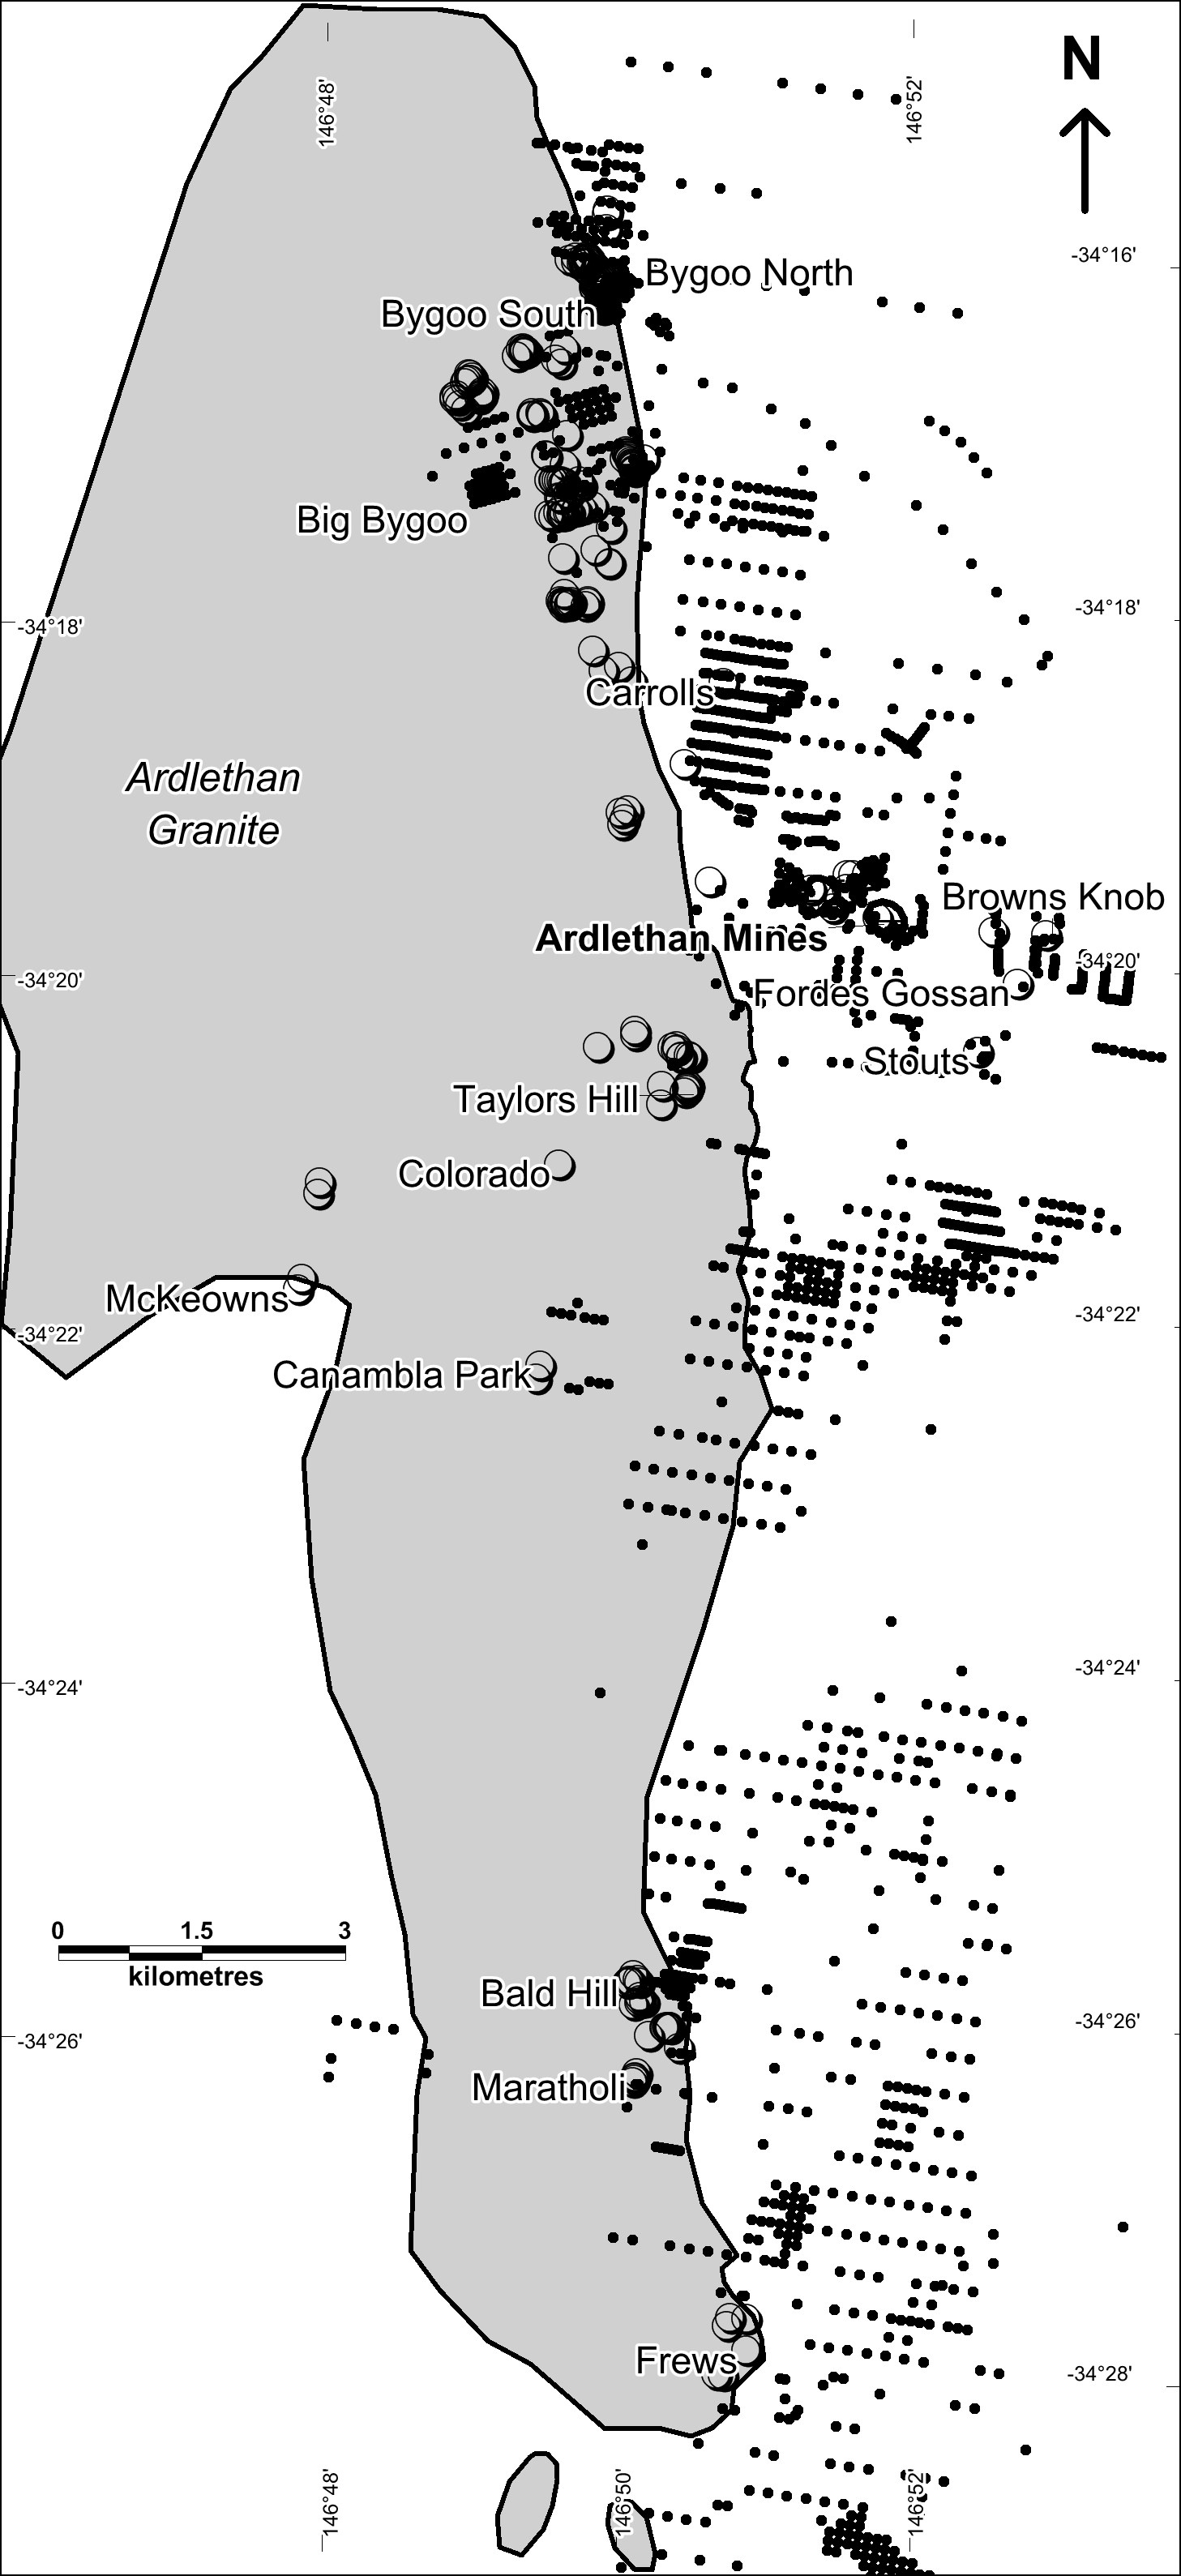 N
146°48'
146°52'
-34°16'
Bygoo North
Bygoo South
Big Bygoo
-34°18'
-34°18'
Carrolls
Ardlethan
Granite
Browns Knob
Ardlethan Mines
-34°20'
-34°20'
Fordes Gossan
Stouts
Taylors Hill
Colorado
McKeowns
-34°22'
-34°22'
Canambla Park
-34°24'
-34°24'
0 1.5 3
kilometres
Bald Hill
-34°26'
-34°26'
Maratholi
Frews
-34°28'
146°48'
146°50'
146°52'